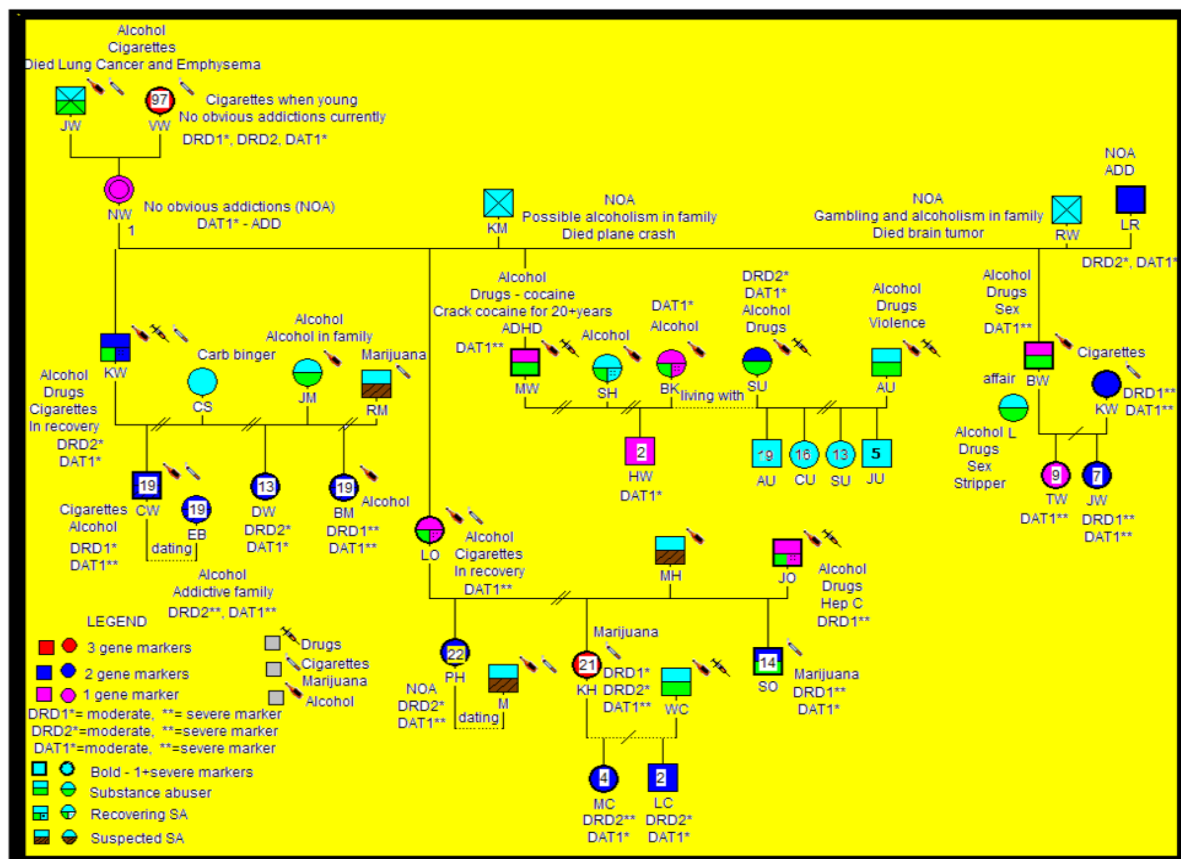 Alcohol
Cigarettes
Died Lung Cancer and Emphysema
JW
97
VW
Cigarettes when young
No obvious addictions currently
DRD1*, DRD2, DAT1*
NW
1
No obvious addictions (NOA)
DAT1* - ADD
KM
NOA
Possible alcoholism in family
Died plane crash
NOA
Gambling and alcoholism in family
Died brain tumor
RW
NOA
ADD
LR
DRD2*, DAT1*
KW
Alcohol
Drugs
Cigarettes
In recovery
DRD2*
DAT1*
Carb binger
CS
Alcohol
Alcohol in family
JM
Marijuana
RM
Alcohol
Drugs - cocaine
Crack cocaine for 20+years
ADHD
DAT1**
MW
Alcohol
SH
DAT1*
Alcohol
BK
living with
DRD2*
DAT1*
Alcohol
Drugs
SU
Alcohol
Drugs
Violence
AU
Alcohol
Drugs
Sex
DAT1**
BW
affair
Alcohol L
Drugs
Sex
Stripper
Cigarettes
KW
DRD1**
DAT1**
19
CW
Cigarettes
Alcohol
DRD1*
DAT1**
dating
19
EB
Alcohol
Addictive family
DRD2**, DAT1**
13
DW
DRD2*
DAT1*
19
BM
Alcohol
DRD1**
DAT1**
2
HW
DAT1*
19
AU
16
CU
13
SU
5
JU
9
TW
DAT1**
7
JW
DRD1**
DAT1**
LO
Alcohol
Cigarettes
In recovery
DAT1**
MH
JO
Alcohol
Drugs
Hep C
DRD1**
22
PH
NOA
DRD2*
DAT1**
dating
M
Marijuana
21
KH
DRD1*
DRD2*
DAT1**
WC
14
SO
Marijuana
DRD1**
DAT1*
4
MC
DRD2**
DAT1*
2
LC
DRD2*
DAT1*
LEGEND
3 gene markers
2 gene markers
1 gene marker
Drugs
Cigarettes
Marijuana
Alcohol
DRD1*= moderate, **= severe marker
DRD2*=moderate, **=severe marker
DAT1*=moderate, **=severe marker
Bold - 1+severe markers
Substance abuser
Recovering SA
Suspected SA